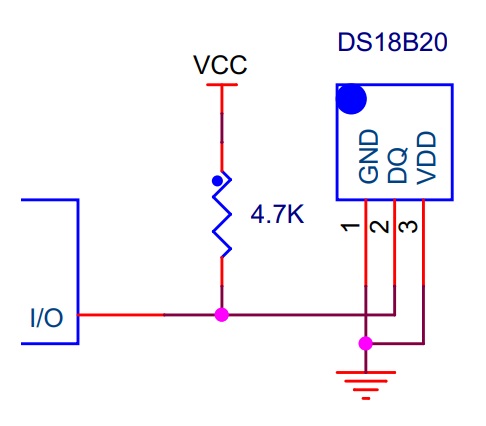 DS18B20
VCC
GND
DQ
VDD
4.7K
1
2
3
I/O